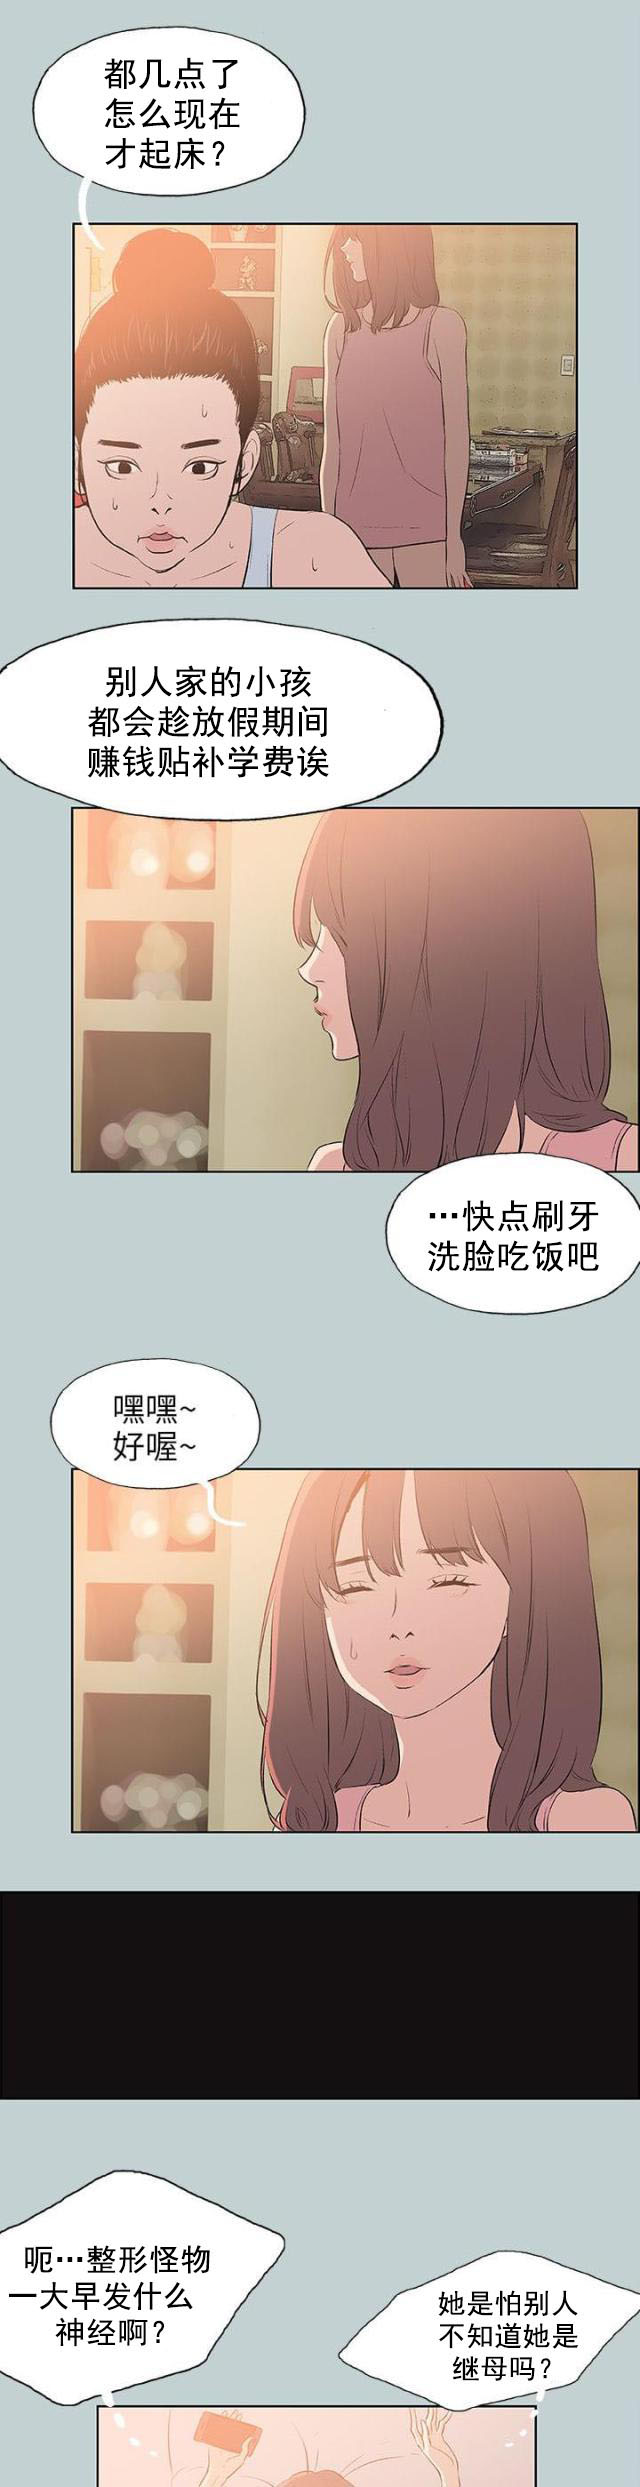 都几点了
怎么现在
才起床？
别人家的小孩
都会趁放假期间
赚钱贴补学费诶
…快点刷牙
洗脸吃饭吧
嘿嘿~
好喔~
呃…整形怪物
一大早发什么
神经啊？
她是怕别人
不知道她是
继母吗？